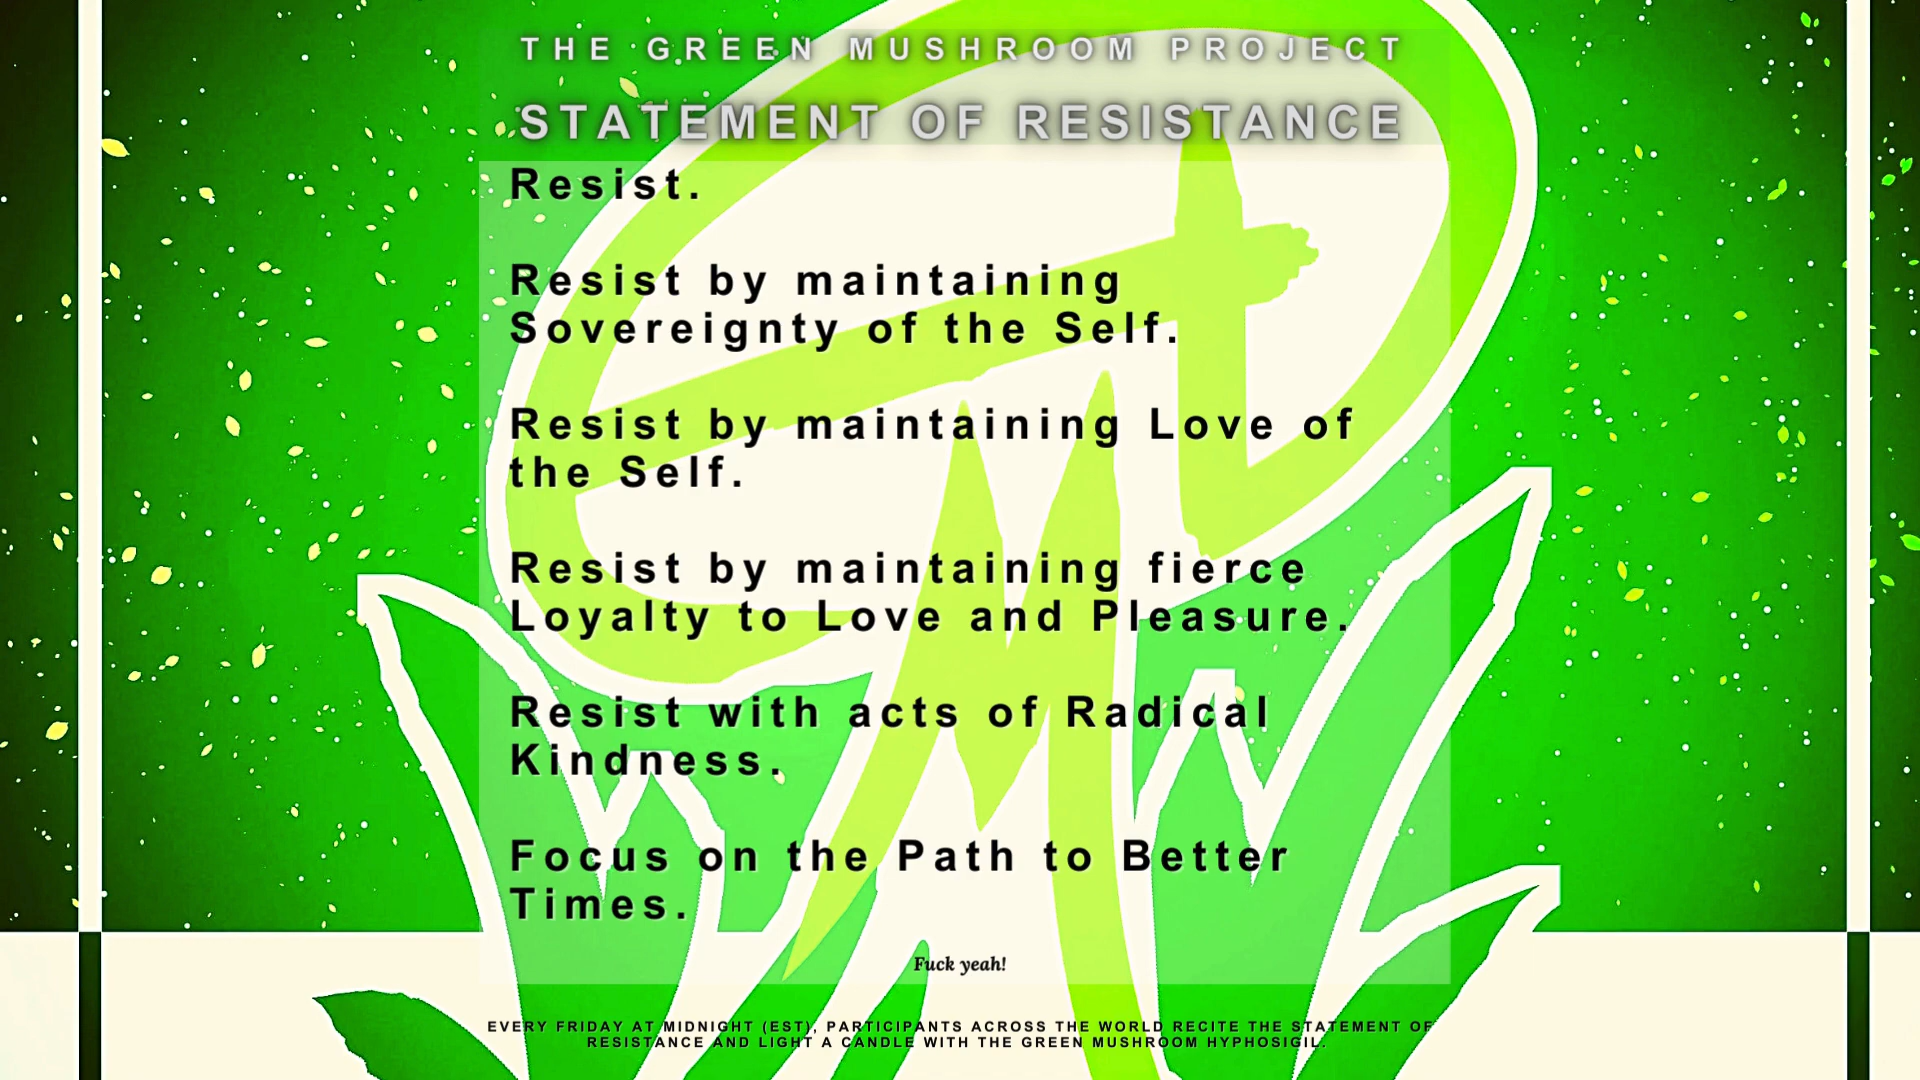 THE GREEN MUSHROOM PROJECT
STATEMENT OF RESISTANCE
Resist.
Resist by maintaining
Sovereignty of the Self.
Resist by maintaining Love of
the Self.
Resist by maintaining fierce
Loyalty to Love and Pleasure.
Resist with acts of Radical
Kindness.
Focus on the Path to Better
Times.
Fuck yeah!
EVERY FRIDAY AT MIDNIGHT (EST), PARTICIPANTS ACROSS THE WORLD RECITE THE STATEMENT OF
RESISTANCE AND LIGHT A CANDLE WITH THE GREEN MUSHROOM HYPHOSIGIL.